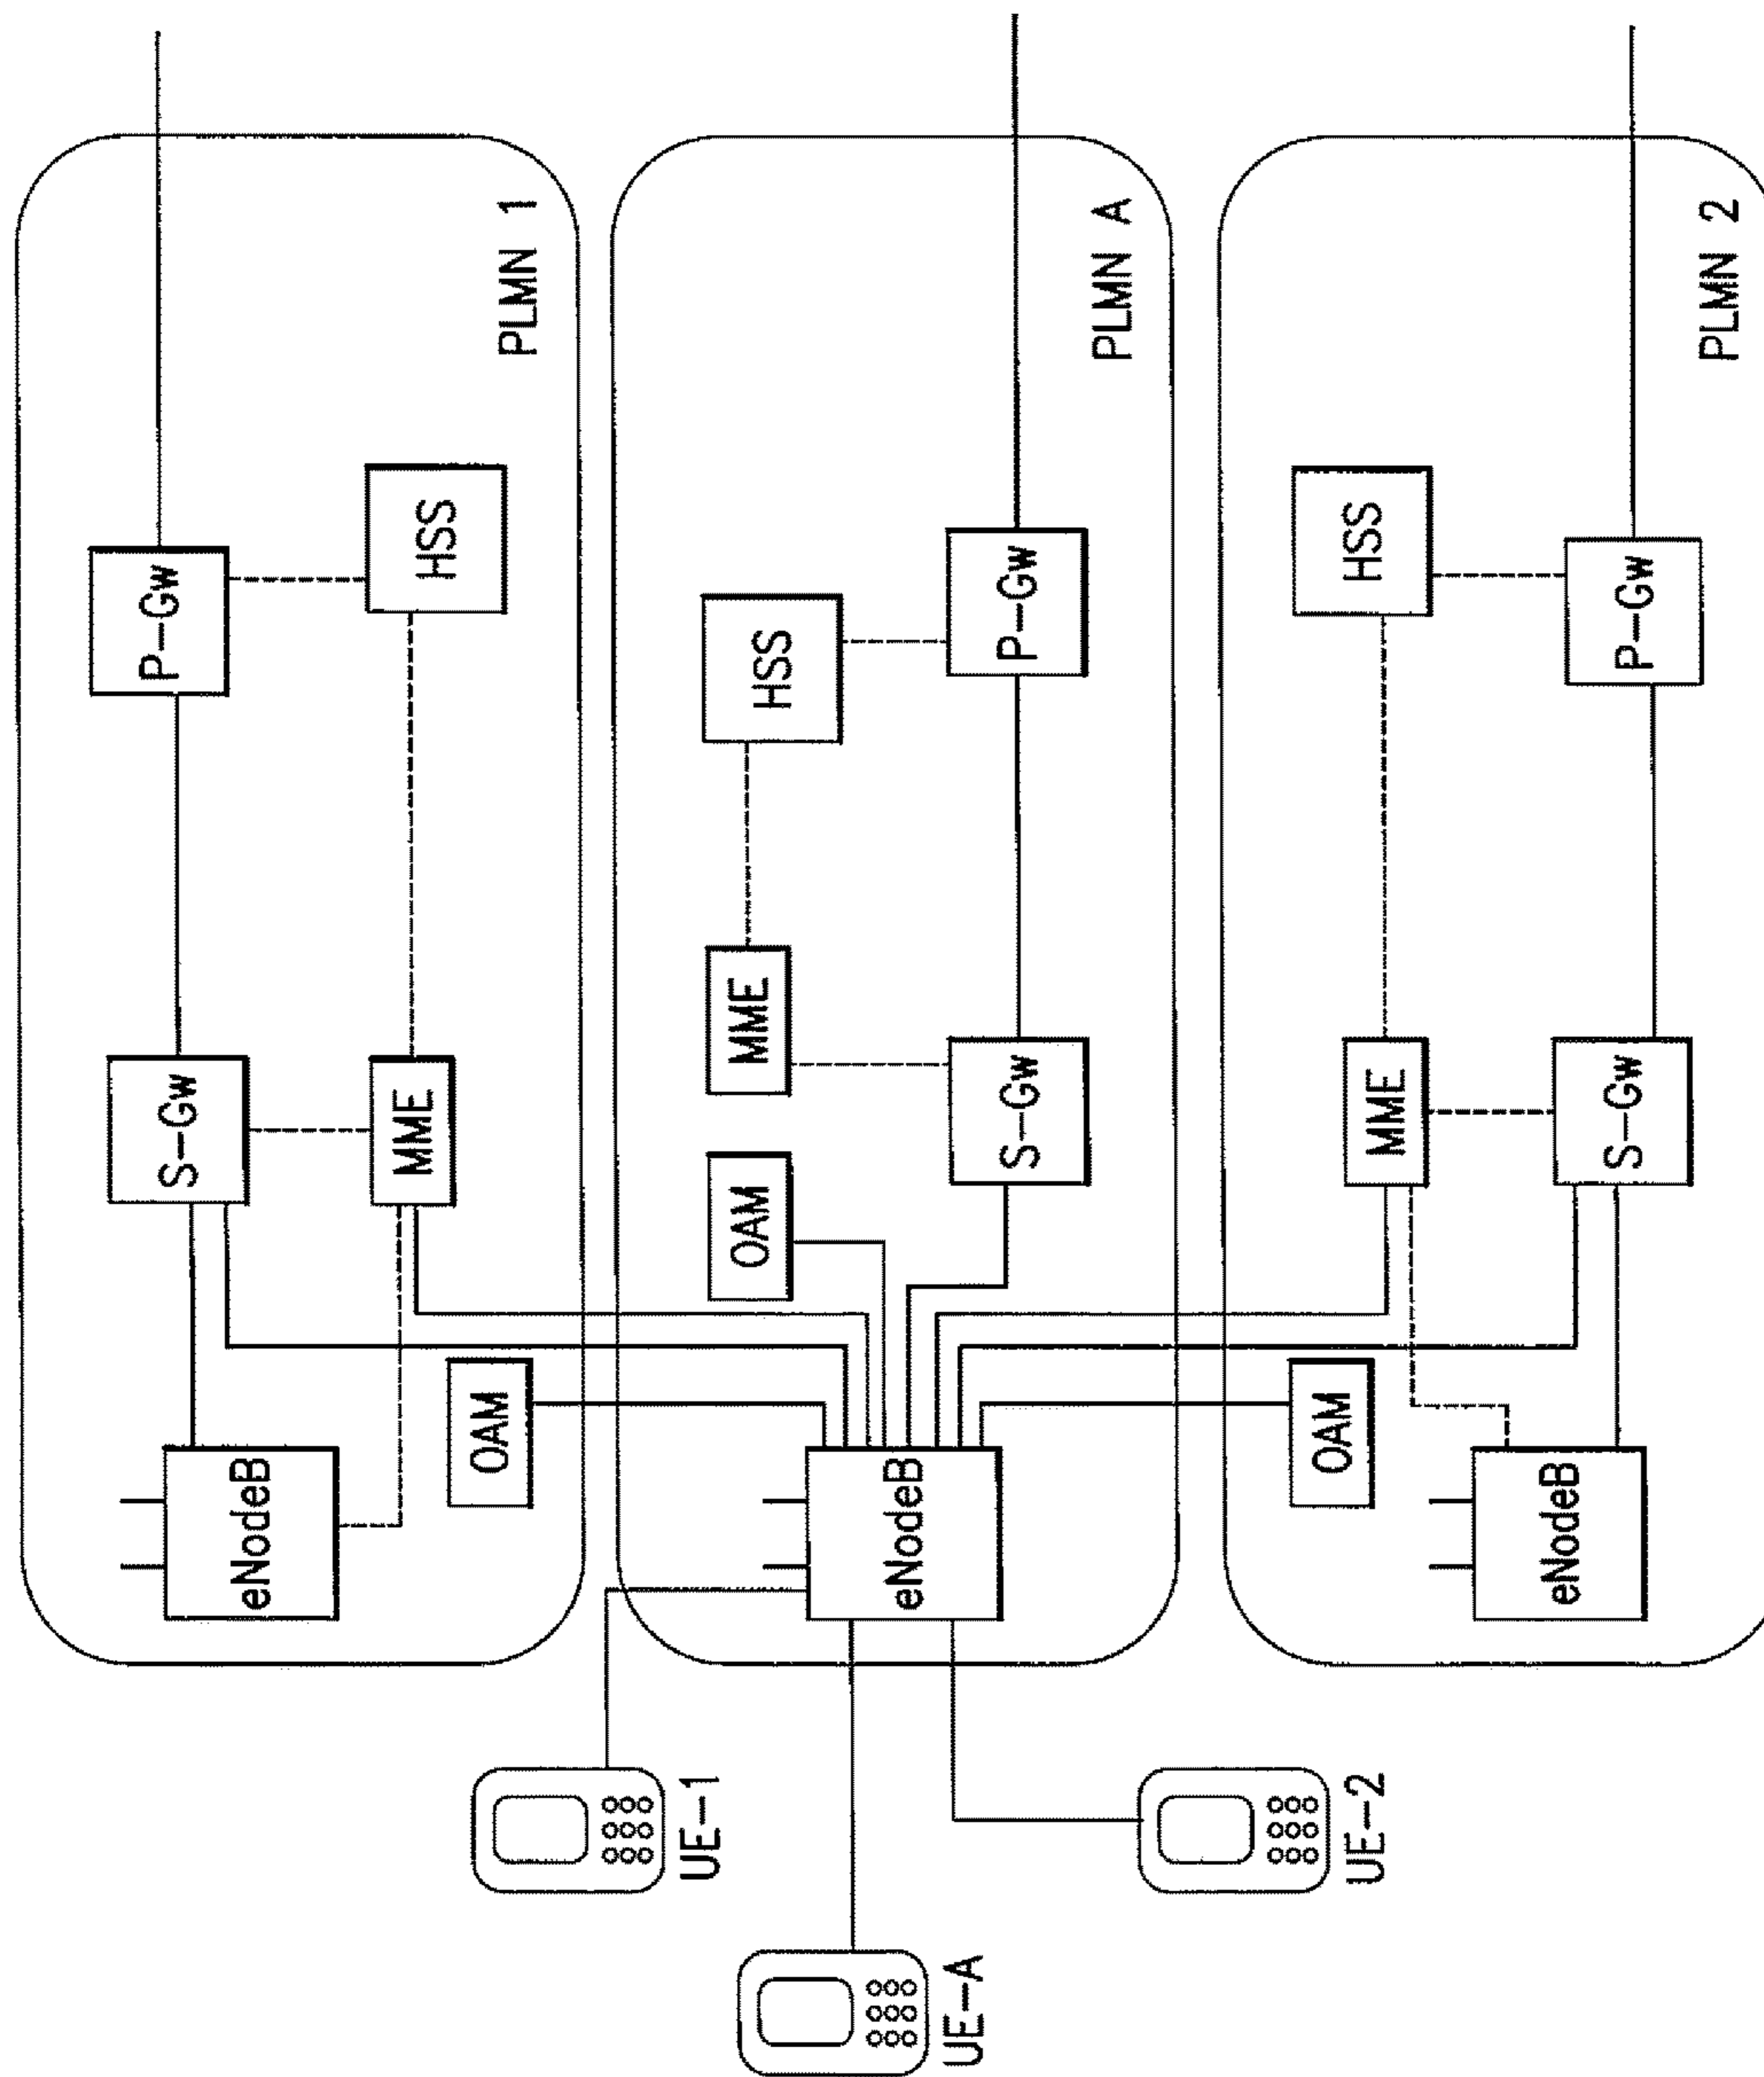 UE-1
UE-A
UE-2
eNodeB
OAM
S-Gw
MME
P-Gw
HSS
PLMN 1
eNodeB
OAM
MME
S-Gw
HSS
P-Gw
PLMN A
OAM
eNodeB
MME
S-Gw
HSS
P-Gw
PLMN 2